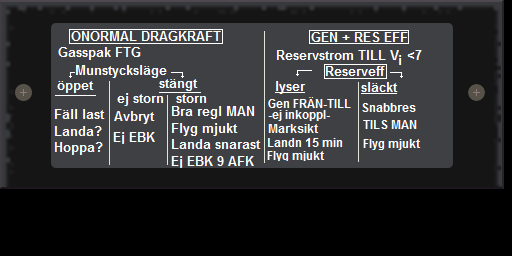 ONORMAL DRAGKRAFT
Gasspak FTG
Munstycksläge
öppet
Fäll last
Landa?
Hoppa?
stängt
ej storn
Avbryt
Ej EBK
storn
Bra regl MAN
Flyg mjukt
Landa snarast
Ej EBK 9 AFK
GEN + RES EFF
Reservstrom TILL Vi <7
Reserveff
lyser
Gen FRÄN-TILL
-ej inkoppl-
Marksikt
Landn 15 min
Flyg mjukt
släckt
Snabbres
TILS MAN
Flyg mjukt